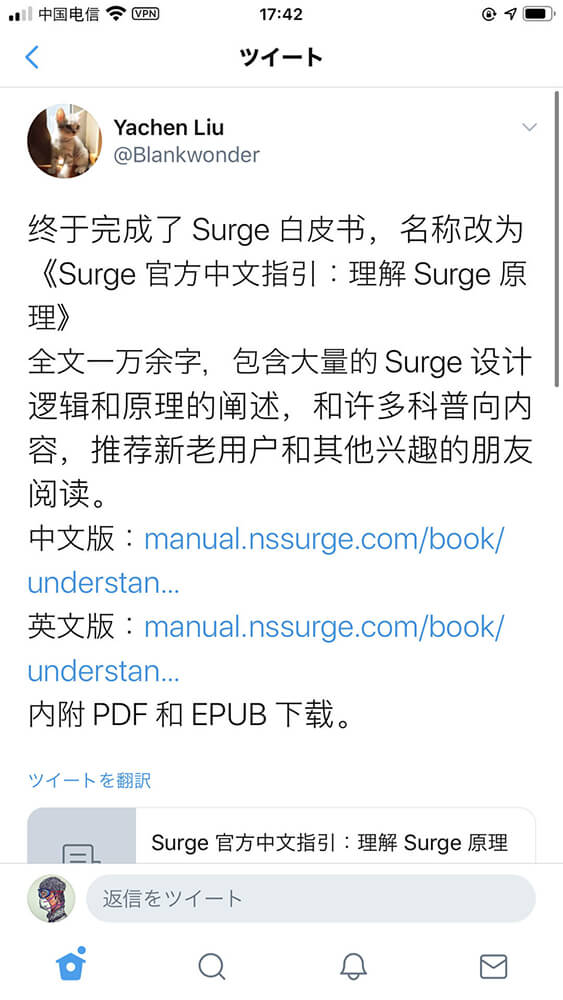 中国电信 VPN 17:42
ツイート
Yachen Liu
@Blankwonder
终于完成了 Surge 白皮书，名称改为
《Surge 官方中文指引：理解 Surge 原
理》
全文一万余字，包含大量的 Surge 设计
逻辑和原理的阐述，和许多科普向内
容，推荐新老用户和其他兴趣的朋友
阅读。
中文版：manual.nssurge.com/book/
understan...
英文版：manual.nssurge.com/book/
understan...
内附 PDF 和 EPUB 下载。
ツイートを翻訳
Surge 官方中文指引：理解 Surge 原理
返信をツイート